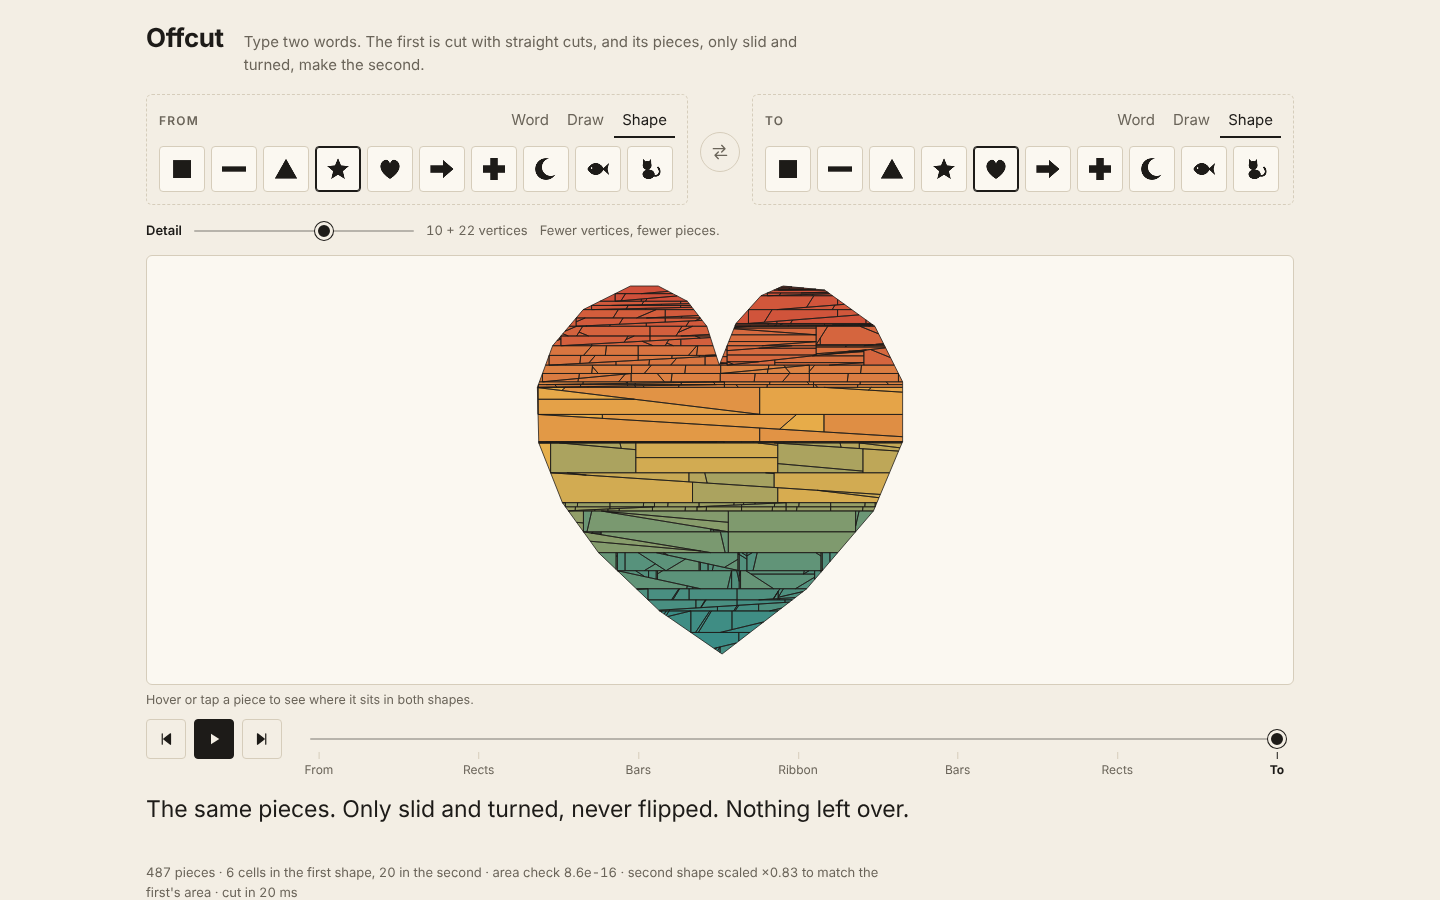 Offcut
Type two words. The first is cut with straight cuts, and its pieces, only slid and
turned, make the second.
FROM
Word Draw Shape
TO
Word Draw Shape
Detail
10 + 22 vertices Fewer vertices, fewer pieces.
Hover or tap a piece to see where it sits in both shapes.
From Rects Bars Ribbon Bars Rects To
The same pieces. Only slid and turned, never flipped. Nothing left over.
487 pieces · 6 cells in the first shape, 20 in the second · area check 8.6e-16 · second shape scaled ×0.83 to match the
first's area · cut in 20 ms